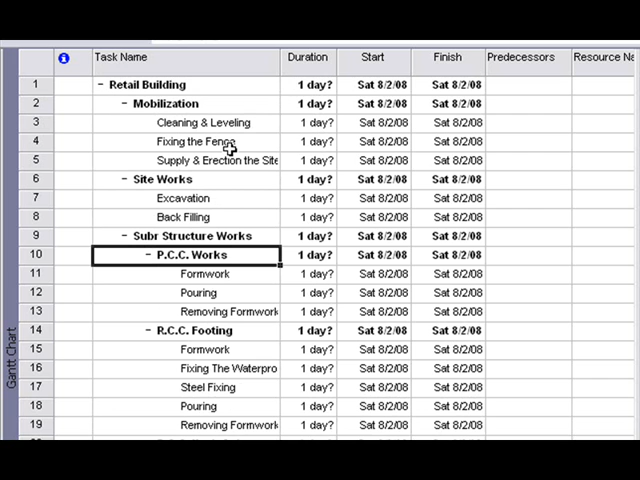 Task Name Duration Start Finish Predecessors Resource Na
1 − Retail Building 1 day? Sat 8/2/08 Sat 8/2/08
2 − Mobilization 1 day? Sat 8/2/08 Sat 8/2/08
3 Cleaning & Leveling 1 day? Sat 8/2/08 Sat 8/2/08
4 Fixing the Fence 1 day? Sat 8/2/08 Sat 8/2/08
5 Supply & Erection the Site 1 day? Sat 8/2/08 Sat 8/2/08
6 − Site Works 1 day? Sat 8/2/08 Sat 8/2/08
7 Excavation 1 day? Sat 8/2/08 Sat 8/2/08
8 Back Filling 1 day? Sat 8/2/08 Sat 8/2/08
9 − Subr Structure Works 1 day? Sat 8/2/08 Sat 8/2/08
10 − P.C.C. Works 1 day? Sat 8/2/08 Sat 8/2/08
11 Formwork 1 day? Sat 8/2/08 Sat 8/2/08
12 Pouring 1 day? Sat 8/2/08 Sat 8/2/08
13 Removing Formwork 1 day? Sat 8/2/08 Sat 8/2/08
14 − R.C.C. Footing 1 day? Sat 8/2/08 Sat 8/2/08
15 Formwork 1 day? Sat 8/2/08 Sat 8/2/08
16 Fixing The Waterpro 1 day? Sat 8/2/08 Sat 8/2/08
17 Steel Fixing 1 day? Sat 8/2/08 Sat 8/2/08
18 Pouring 1 day? Sat 8/2/08 Sat 8/2/08
19 Removing Formwork 1 day? Sat 8/2/08 Sat 8/2/08
Gantt Chart